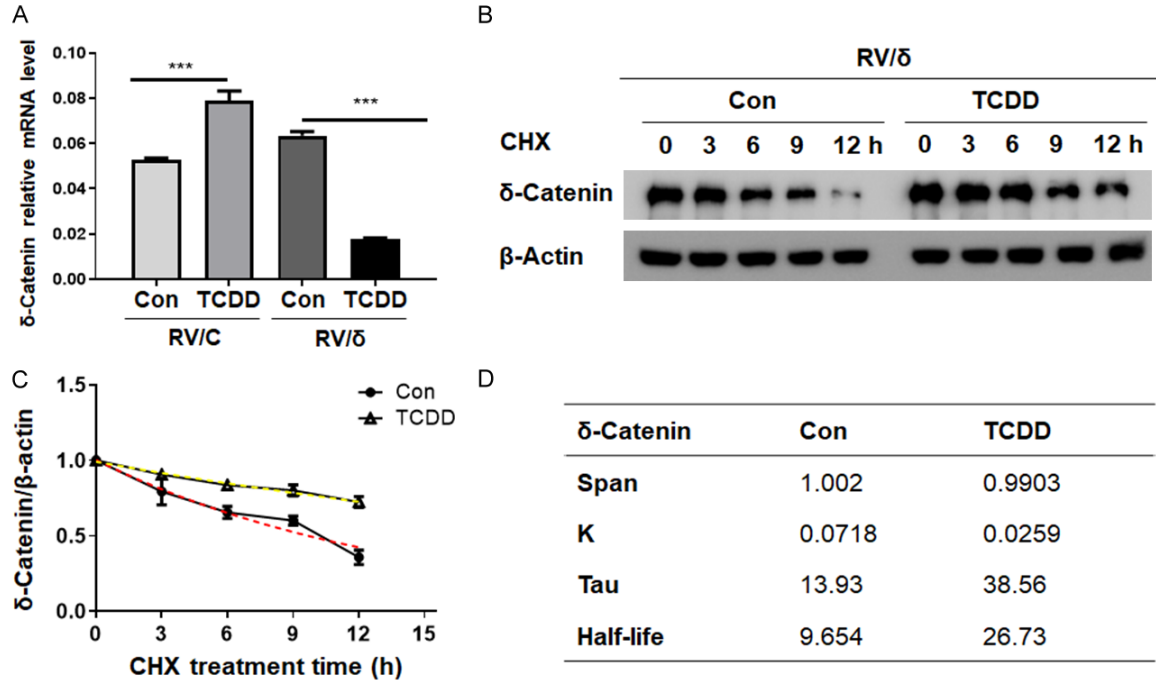 A
δ-Catenin relative mRNA level
0.10
0.08
0.06
0.04
0.02
0.00
***
***
Con TCDD Con TCDD
RV/C RV/δ
B
RV/δ
Con TCDD
CHX 0 3 6 9 12 h 0 3 6 9 12 h
δ-Catenin
β-Actin
C
δ-Catenin/β-actin
1.5
1.0
0.5
0.0
Con
TCDD
0 3 6 9 12 15
CHX treatment time (h)
D
δ-Catenin Con TCDD
Span 1.002 0.9903
K 0.0718 0.0259
Tau 13.93 38.56
Half-life 9.654 26.73